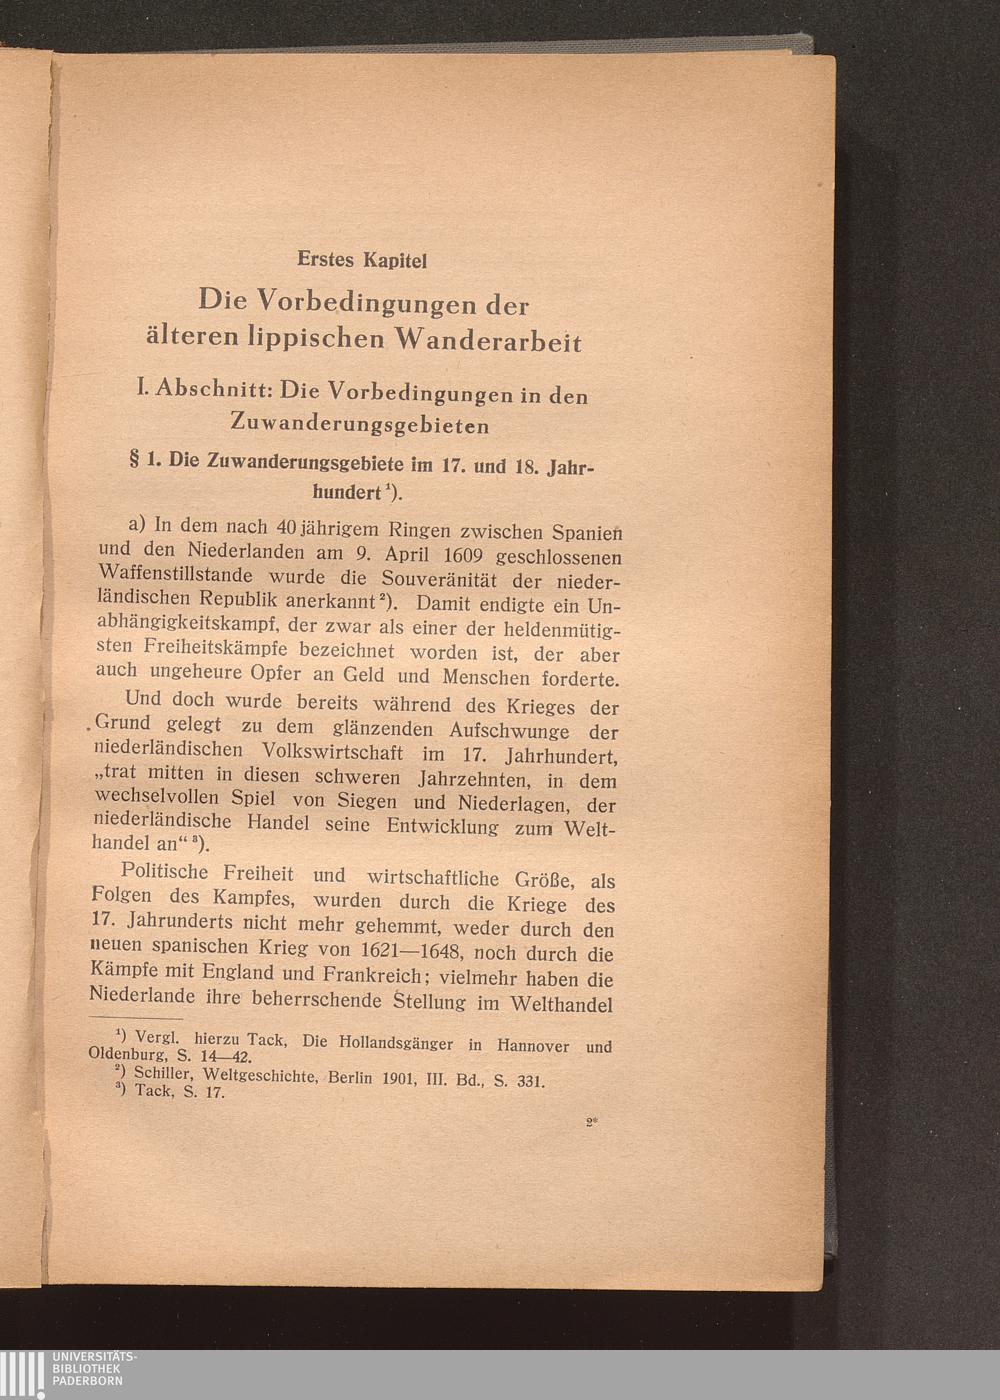 Erstes Kapitel
Die Vorbedingungen der
älteren lippischen Wanderarbeit
I. Abschnitt: Die Vorbedingungen in den
Zuwanderungsgebieten
§ 1. Die Zuwanderungsgebiete im 17. und 18. Jahr-
hundert ¹).
a) In dem nach 40 jährigem Ringen zwischen Spanien
und den Niederlanden am 9. April 1609 geschlossenen
Waffenstillstande wurde die Souveränität der nieder-
ländischen Republik anerkannt ²). Damit endigte ein Un-
abhängigkeitskampf, der zwar als einer der heldenmütig-
sten Freiheitskämpfe bezeichnet worden ist, der aber
auch ungeheure Opfer an Geld und Menschen forderte.
Und doch wurde bereits während des Krieges der
Grund gelegt zu dem glänzenden Aufschwunge der
niederländischen Volkswirtschaft im 17. Jahrhundert,
„trat mitten in diesen schweren Jahrzehnten, in dem
wechselvollen Spiel von Siegen und Niederlagen, der
niederländische Handel seine Entwicklung zum Welt-
handel an“ ³).
Politische Freiheit und wirtschaftliche Größe, als
Folgen des Kampfes, wurden durch die Kriege des
17. Jahrunderts nicht mehr gehemmt, weder durch den
neuen spanischen Krieg von 1621—1648, noch durch die
Kämpfe mit England und Frankreich; vielmehr haben die
Niederlande ihre beherrschende Stellung im Welthandel
¹) Vergl. hierzu Tack, Die Hollandsgänger in Hannover und
Oldenburg, S. 14—42.
²) Schiller, Weltgeschichte, Berlin 1901, III. Bd., S. 331.
³) Tack, S. 17.
2*
UNIVERSITÄTS-
BIBLIOTHEK
PADERBORN